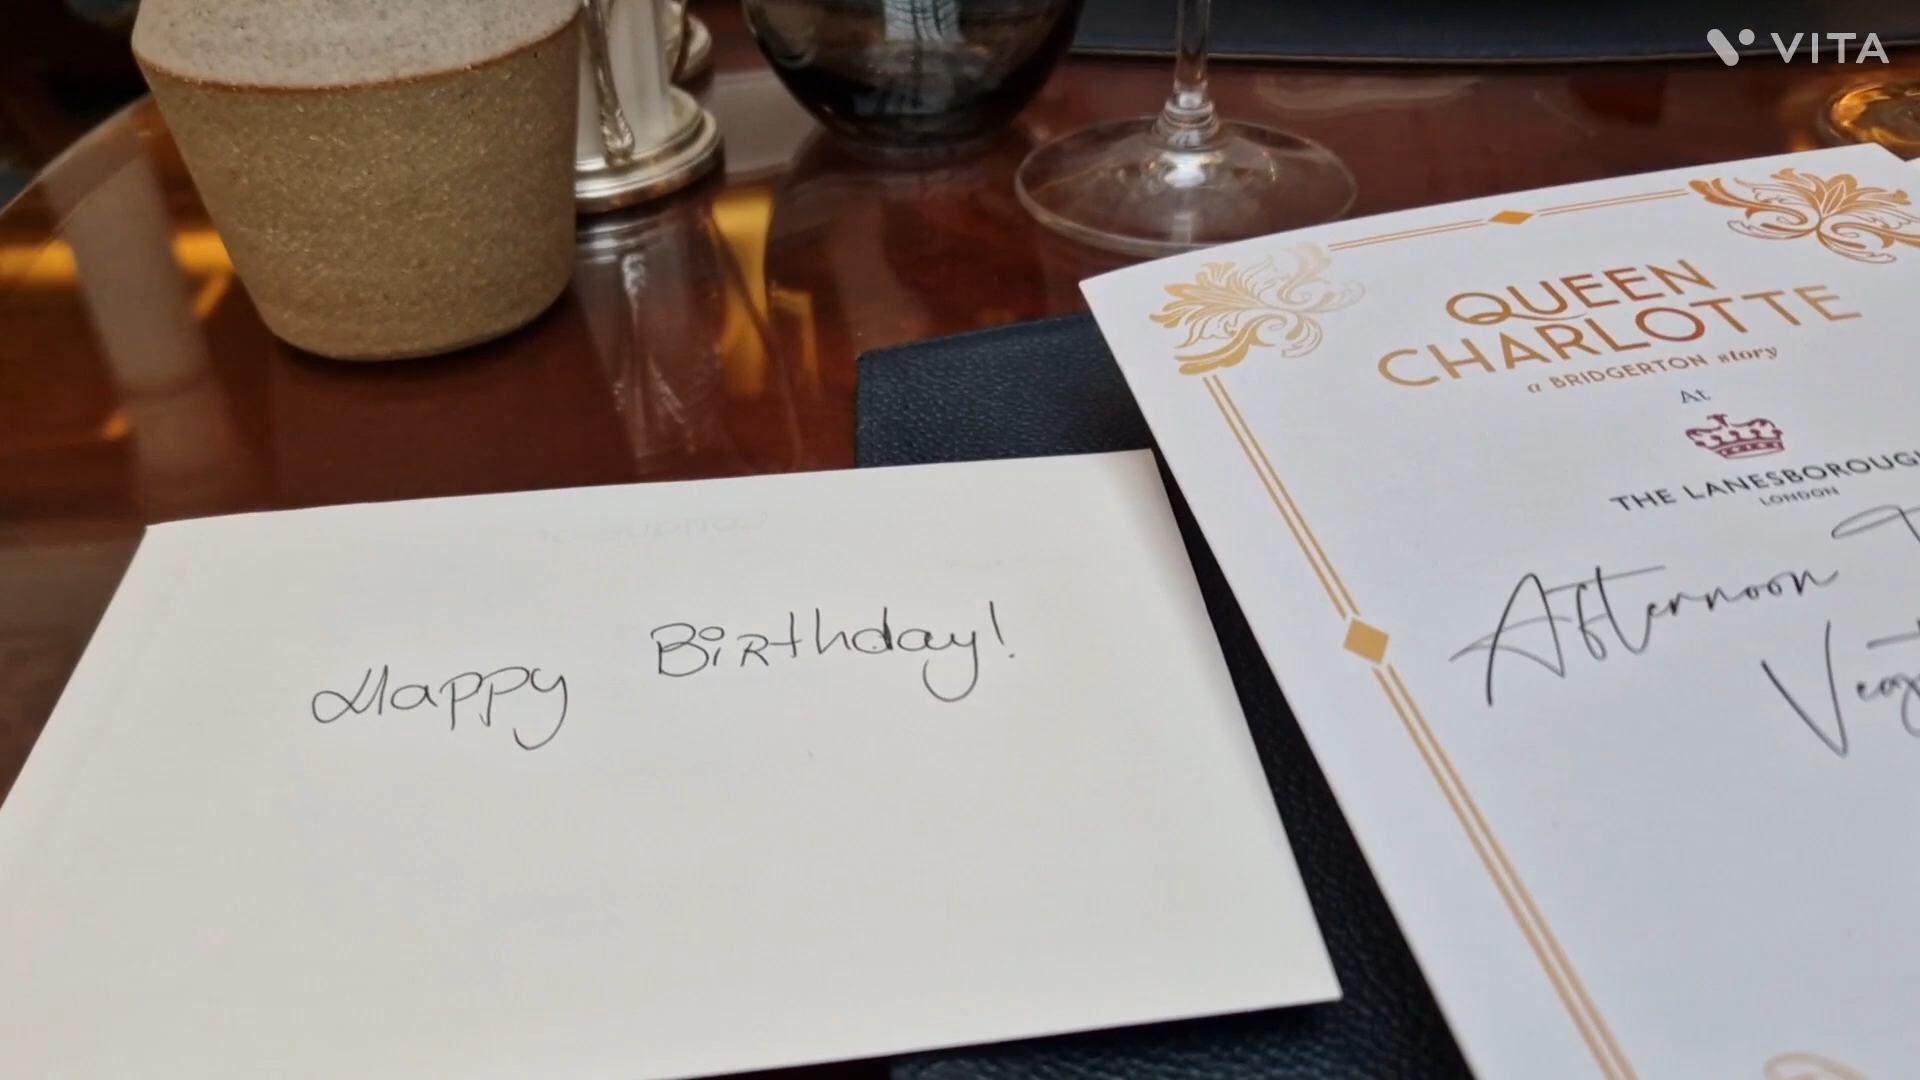 VITA
Happy Birthday!
QUEEN
CHARLOTTE
a BRIDGERTON story
At
THE LANESBOROUGH
LONDON
Afternoon